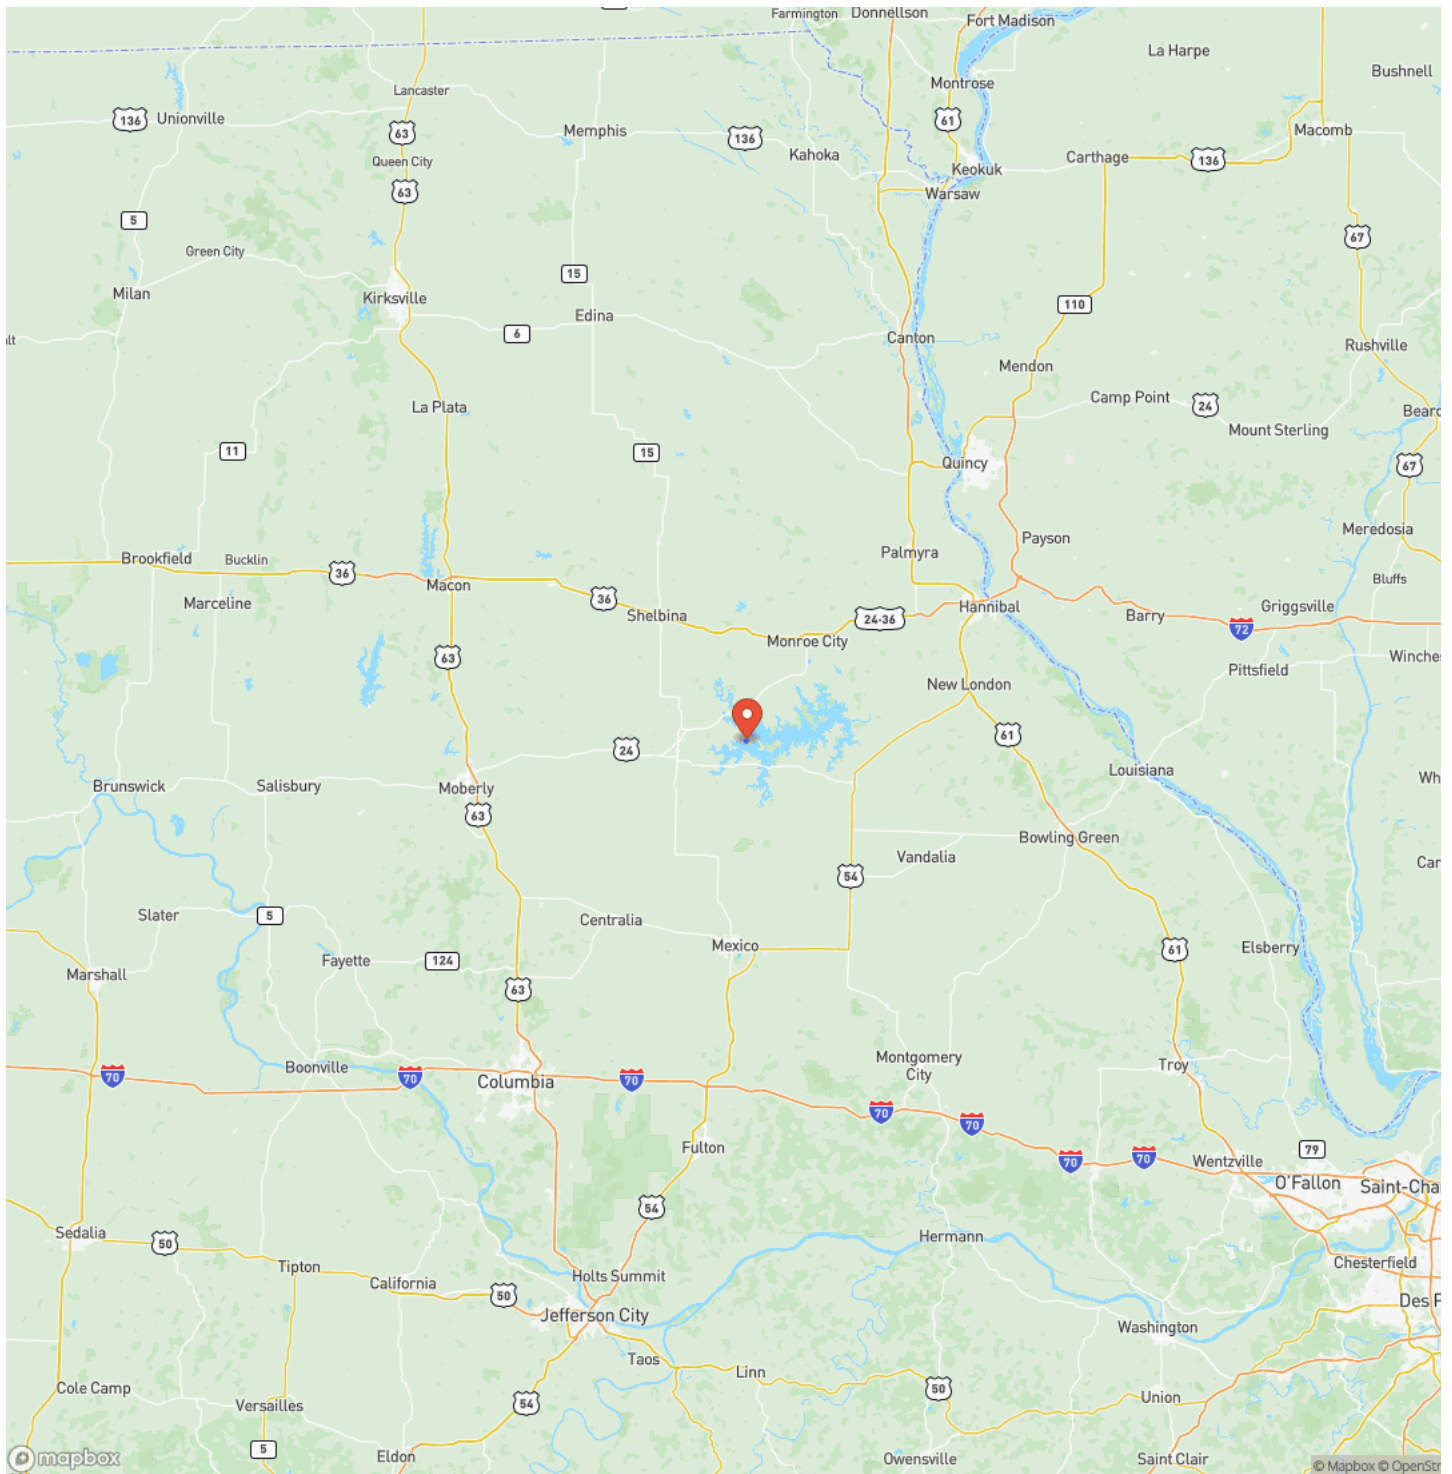 Farmington
Donnellson
Fort Madison
La Harpe
Bushnell
Montrose
Lancaster
136
Unionville
63
Memphis
136
61
Macomb
Kahoka
Carthage
136
Queen City
Keokuk
63
Warsaw
5
67
Green City
15
Milan
Kirksville
110
Edina
6
Canton
Rushville
Mendon
Camp Point
24
La Plata
Mount Sterling
11
15
Quincy
67
Meredosia
Payson
Palmyra
Brookfield
Bucklin
36
Macon
Bluffs
36
Marceline
Shelbina
24-36
Hannibal
Barry
Griggsville
72
Monroe City
63
Winches
Pittsfield
New London
61
24
Louisiana
Brunswick
Salisbury
Moberly
Wh
63
Bowling Green
Vandalia
Car
54
Slater
5
Centralia
Mexico
61
Elsberry
Fayette
124
Marshall
63
Boonville
Montgomery
City
Troy
70
70
Columbia
70
70
70
Fulton
79
70
70
Wentzville
O'Fallon
Saint-Cha
54
Sedalia
50
Hermann
Tipton
Holts Summit
California
50
Chesterfield
Jefferson City
Des P
Washington
Taos
Linn
Cole Camp
54
50
Union
Versailles
5
Eldon
Owensville
Saint Clair
mapbox
© Mapbox © OpenStr